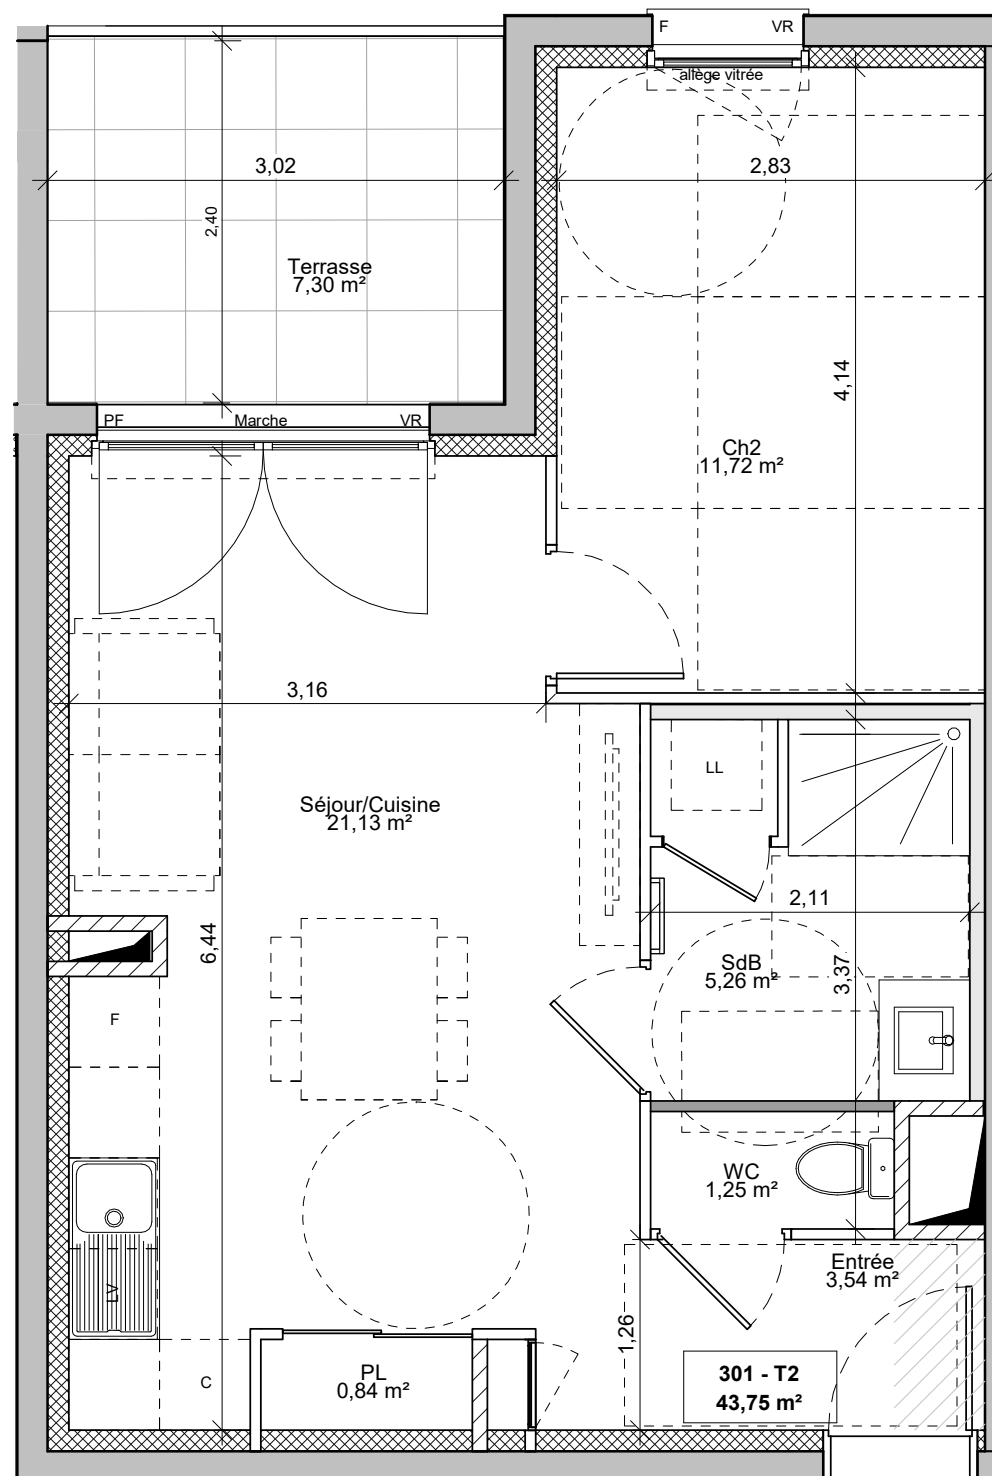 F
VR
allège vitrée
3,02
2,83
2,40
Terrasse
7,30 m²
4,14
PF
Marche
VR
Ch2
11,72 m²
3,16
LL
Séjour/Cuisine
21,13 m²
2,11
6,44
SdB
5,26 m²
3,37
F
WC
1,25 m²
Entrée
3,54 m²
LV
1,26
PL
0,84 m²
C
301 - T2
43,75 m²